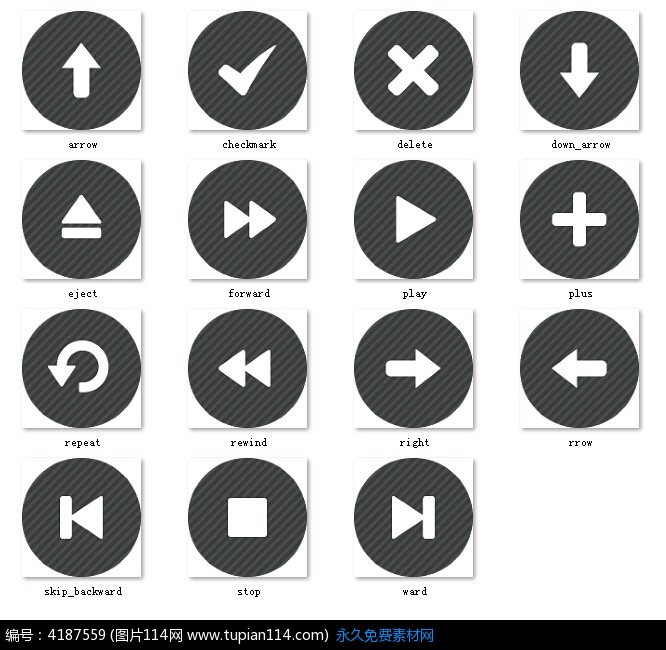 arrow checkmark delete down_arrow
eject forward play plus
repeat rewind right rrow
skip_backward stop ward
编号：4187559 (图片114网 www.tupian114.com) 永久免费素材网